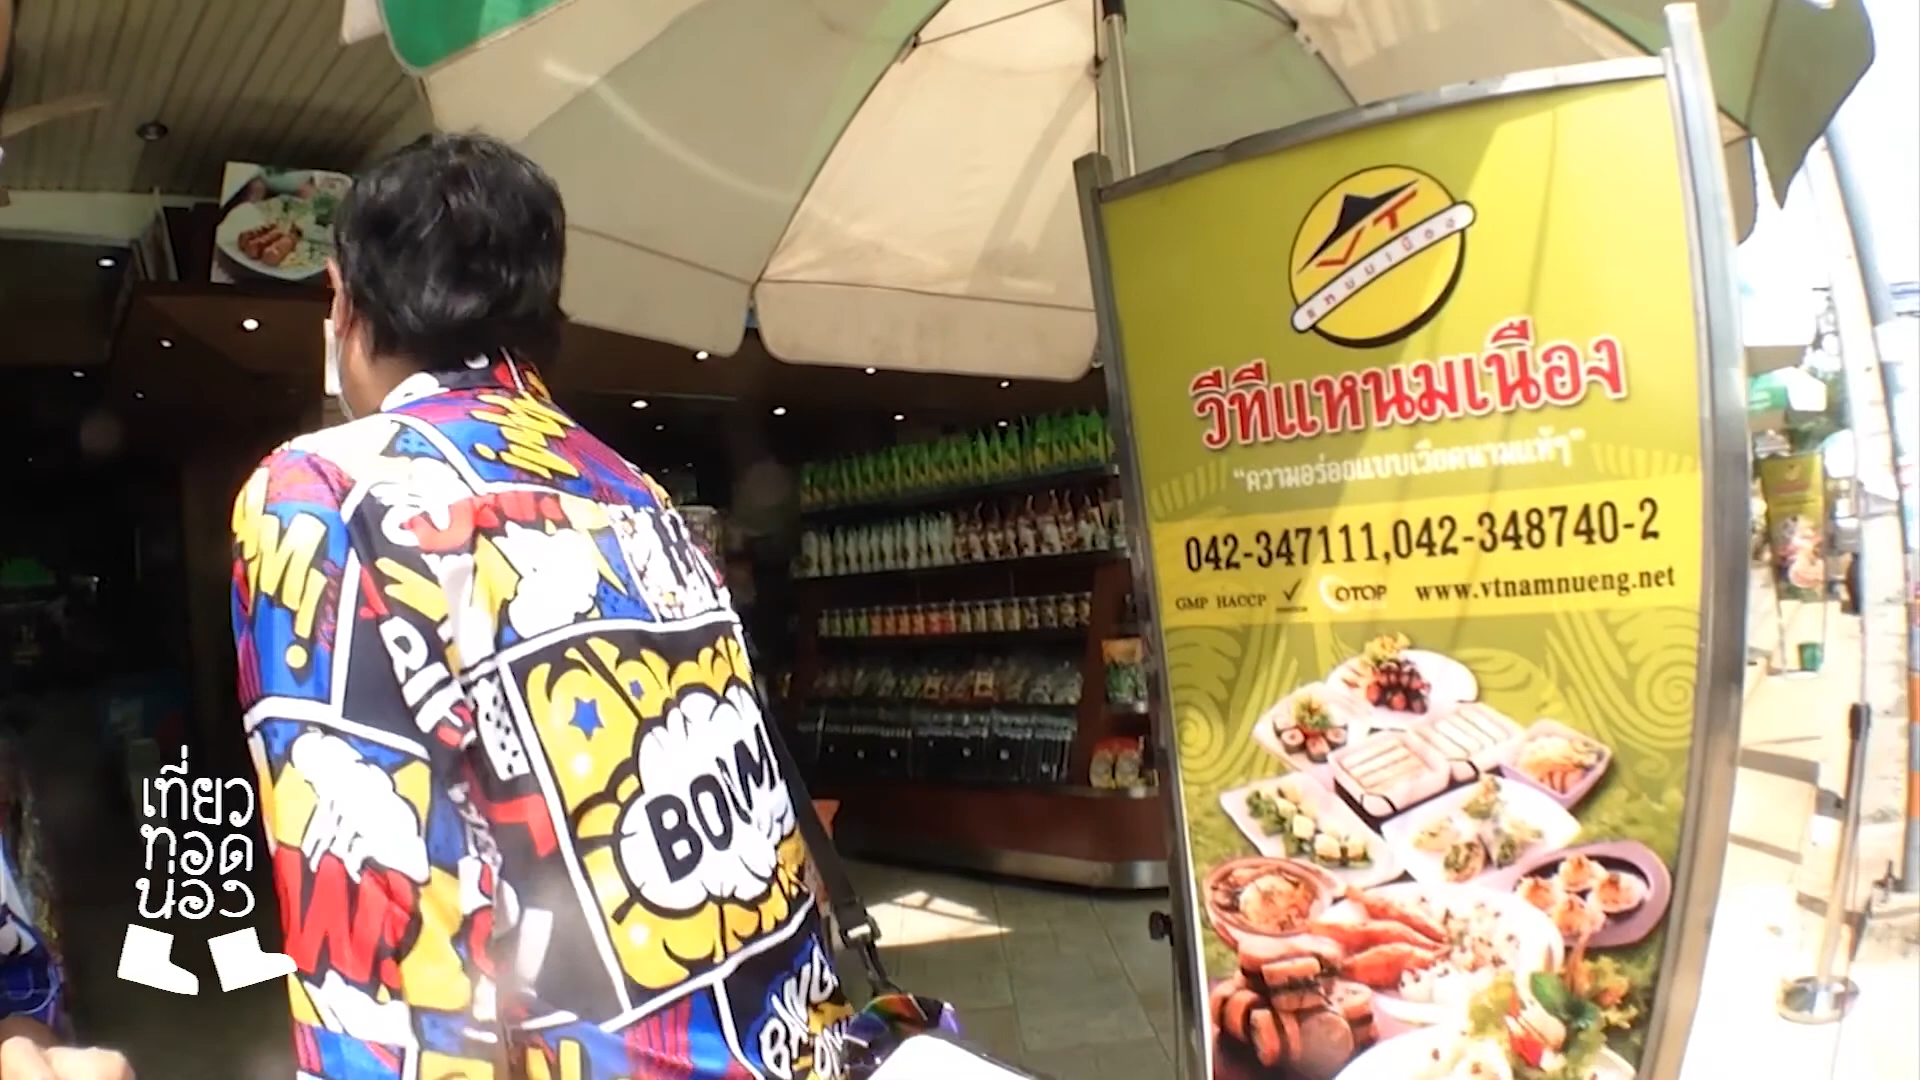 VT
แหนมเนือง
วีทีแหนมเนือง
“ความอร่อยแบบเวียดนามแท้ๆ”
042-347111,042-348740-2
GMP HACCP OTOP www.vtnamnueng.net
BOW!
BANG
เที่ยว
ทอด
น่อง